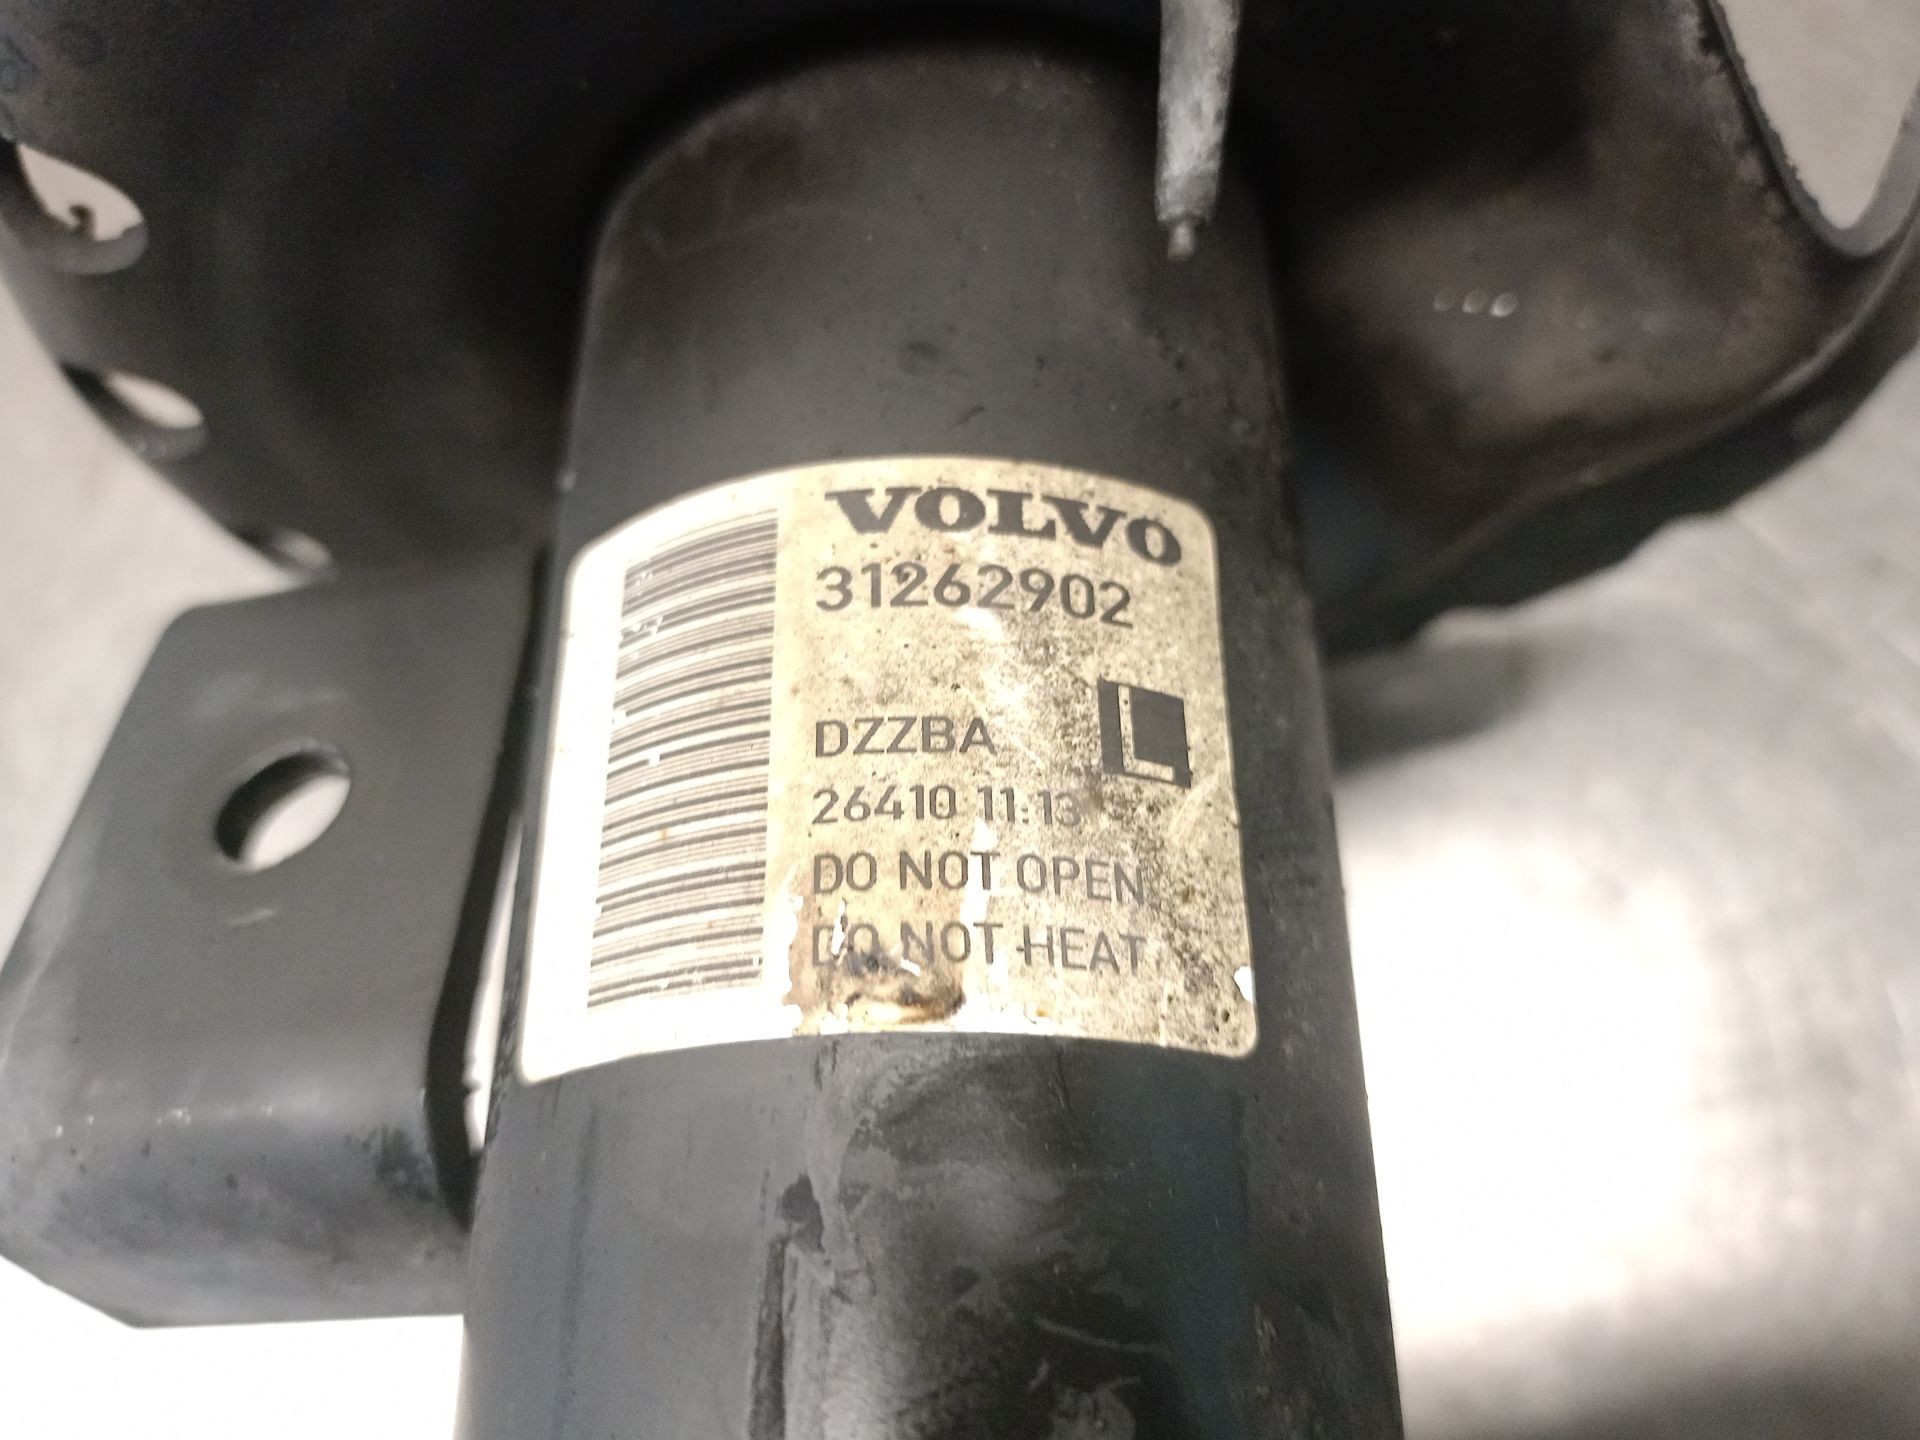 VOLVO
31262902
DZZBA L
26410 11:13
DO NOT OPEN
DO NOT HEAT